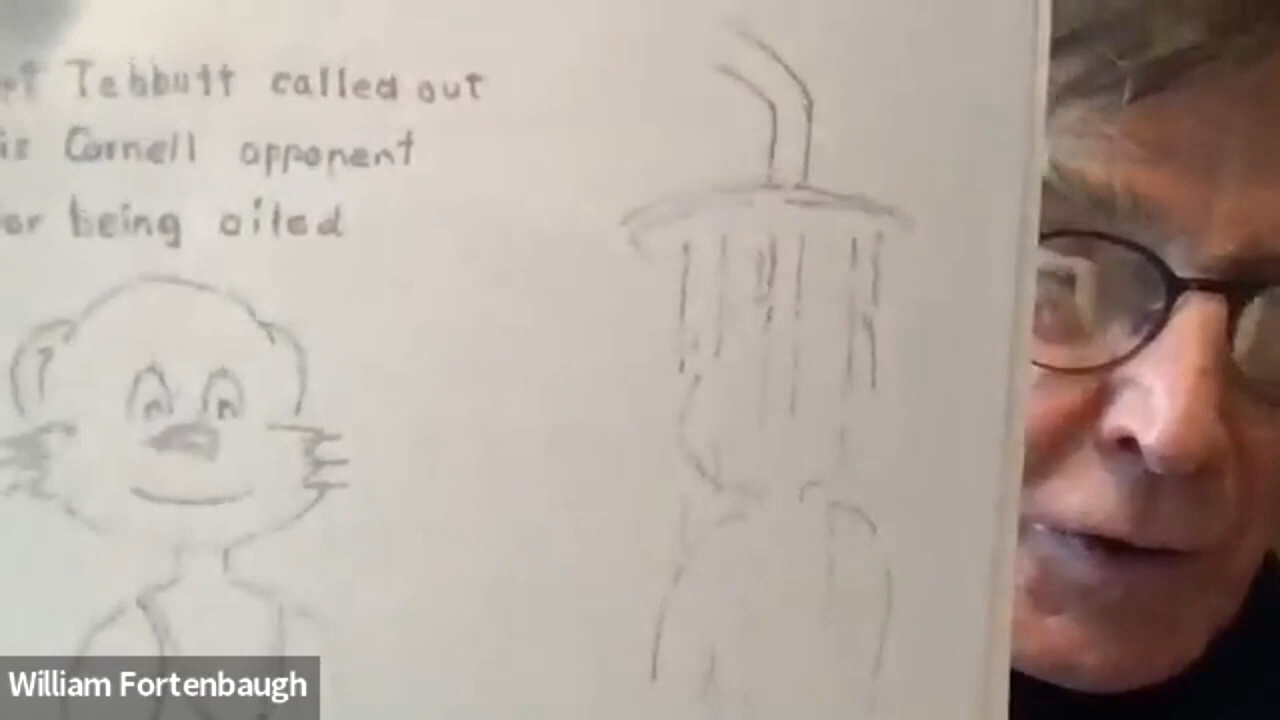 Tebbutt called out
Cornell opponent
being oiled
William Fortenbaugh